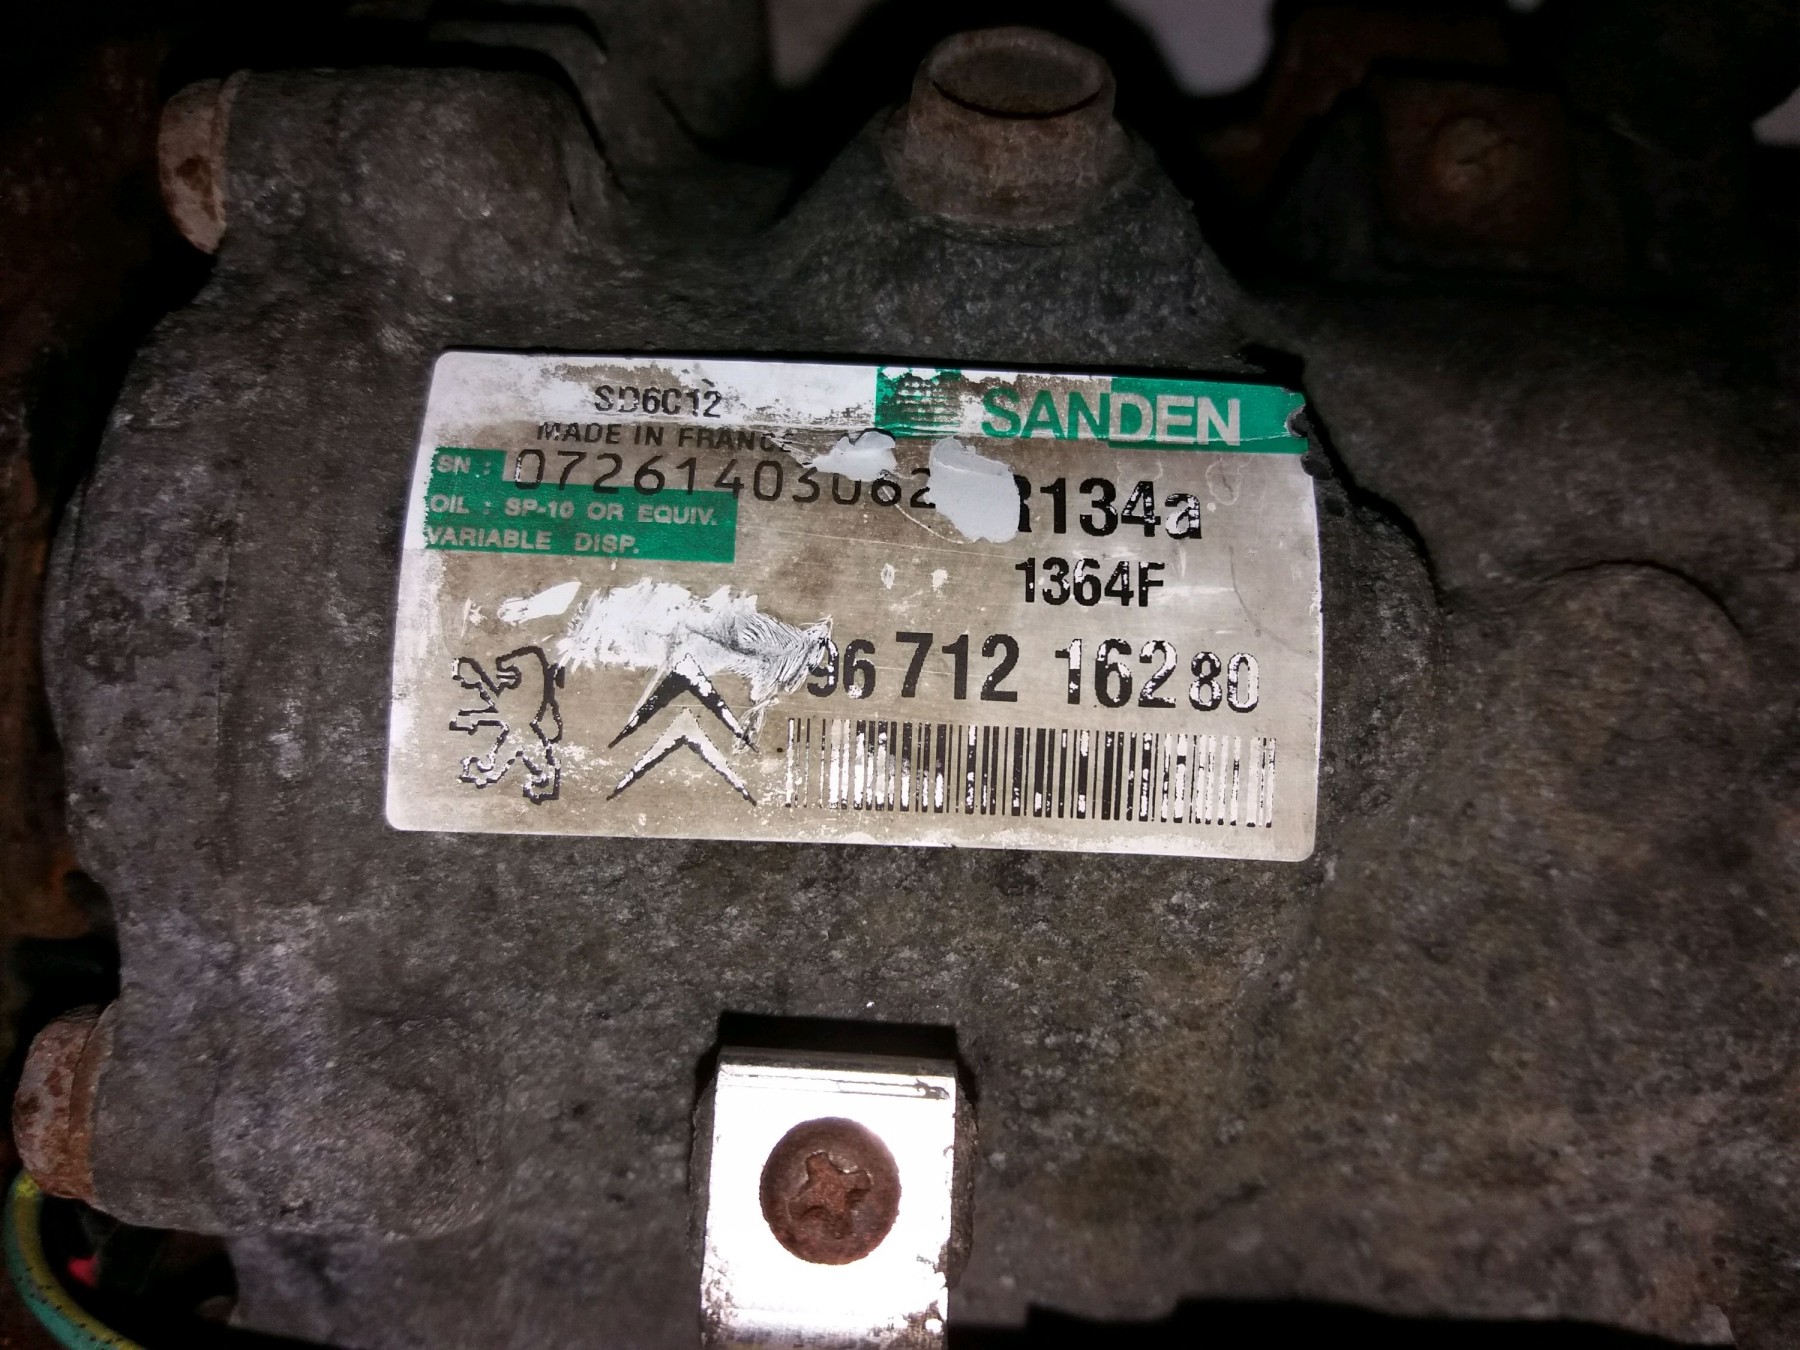 SD6C12
SANDEN
MADE IN FRANCE
SN : 07261403062
R134a
OIL : SP-10 OR EQUIV.
VARIABLE DISP.
1364F
96 712 162 80